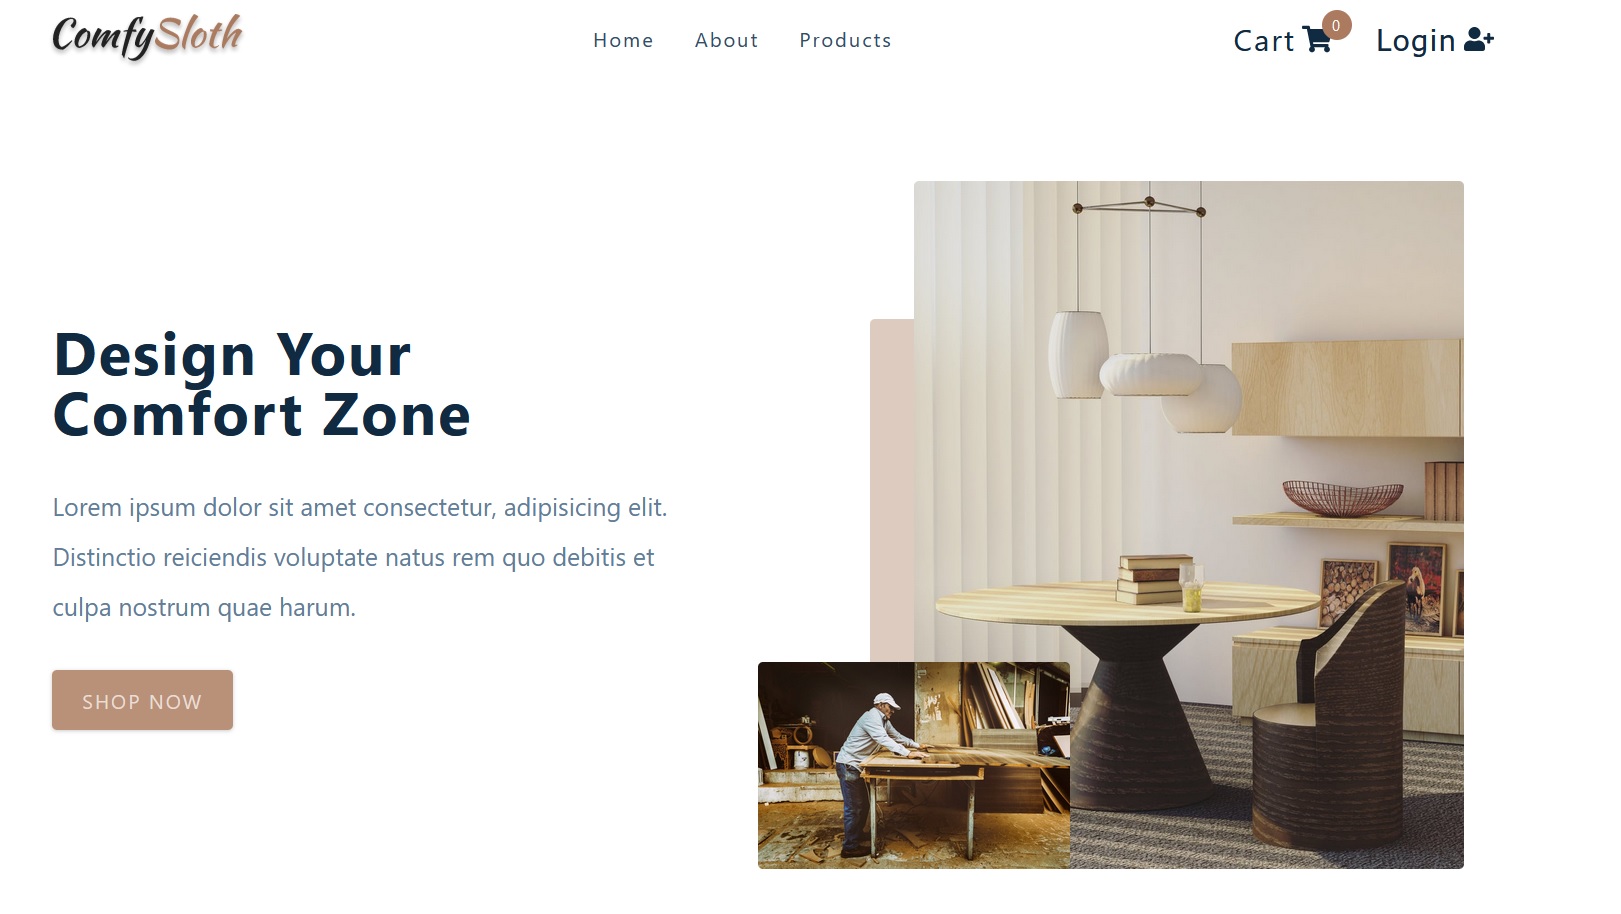 ComfySloth
Home About Products
Cart 0 Login
Design Your
Comfort Zone
Lorem ipsum dolor sit amet consectetur, adipisicing elit.
Distinctio reiciendis voluptate natus rem quo debitis et
culpa nostrum quae harum.
SHOP NOW